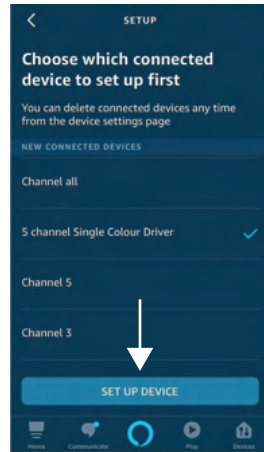 SETUP
Choose which connected
device to set up first
You can delete connected devices any time
from the device settings page
NEW CONNECTED DEVICES
Channel all
5 channel Single Colour Driver
Channel 5
Channel 3
SET UP DEVICE
Home Communicate Play Devices